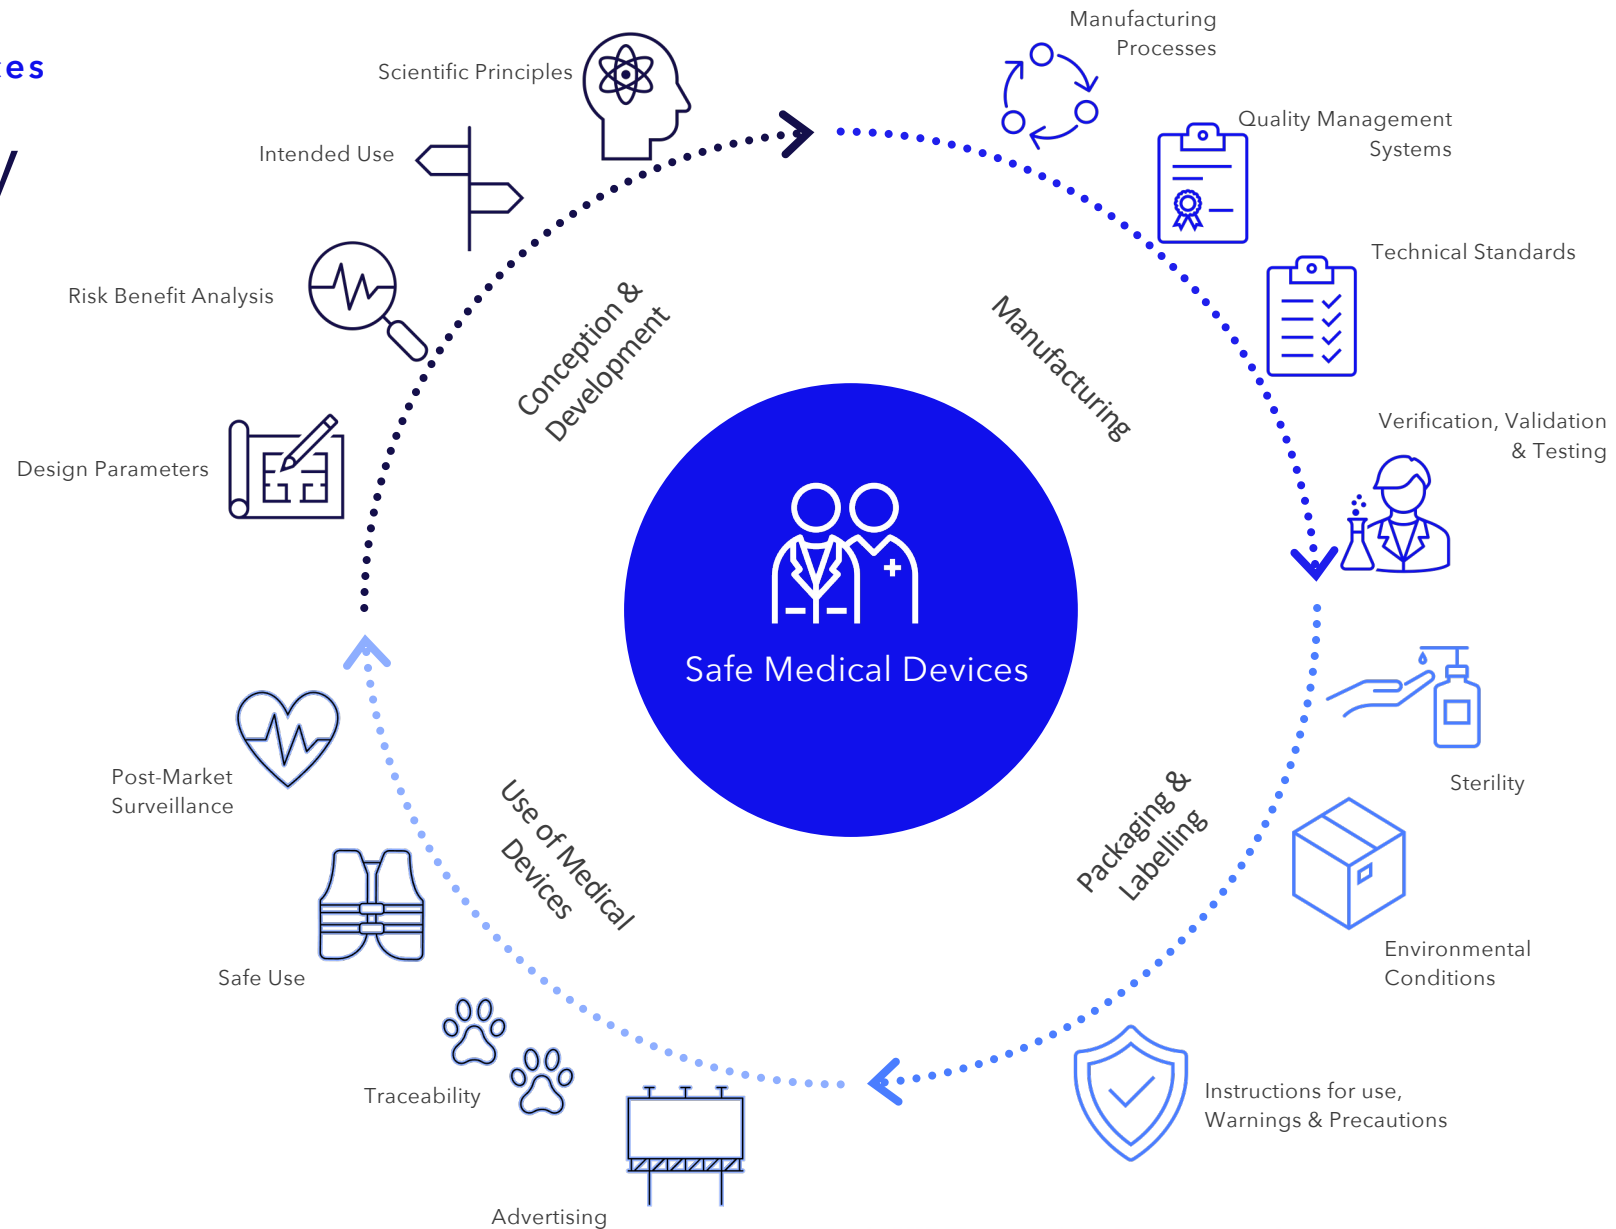 Scientific Principles
Intended Use
Risk Benefit Analysis
Design Parameters
Conception &
Development
Manufacturing
Processes
Quality Management
Systems
Technical Standards
Verification, Validation
& Testing
Manufacturing
Safe Medical Devices
Sterility
Environmental
Conditions
Instructions for use,
Warnings & Precautions
Packaging &
Labelling
Use of Medical
Devices
Post-Market
Surveillance
Safe Use
Traceability
Advertising